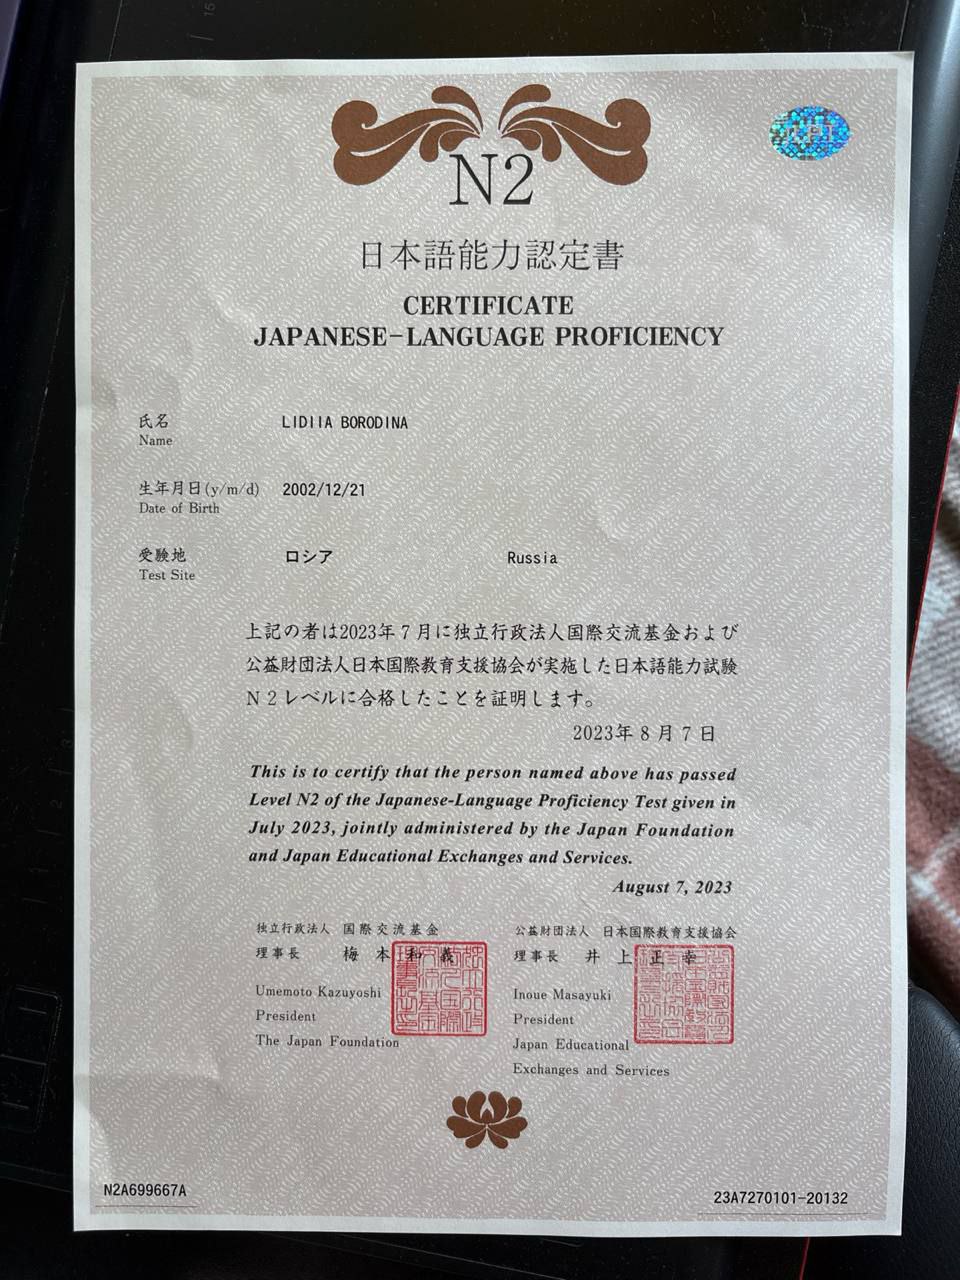 N2
日本語能力認定書
CERTIFICATE
JAPANESE-LANGUAGE PROFICIENCY
氏名
Name
LIDIIA BORODINA
生年月日(y/m/d)
Date of Birth
2002/12/21
受験地
Test Site
ロシア
Russia
上記の者は2023年7月に独立行政法人国際交流基金および
公益財団法人日本国際教育支援協会が実施した日本語能力試験
N2レベルに合格したことを証明します。
2023年8月7日
This is to certify that the person named above has passed
Level N2 of the Japanese-Language Proficiency Test given in
July 2023, jointly administered by the Japan Foundation
and Japan Educational Exchanges and Services.
August 7, 2023
独立行政法人 国際交流基金
理事長 梅本和義
Umemoto Kazuyoshi
President
The Japan Foundation
公益財団法人 日本国際教育支援協会
理事長 井上正幸
Inoue Masayuki
President
Japan Educational
Exchanges and Services
N2A699667A
23A7270101-20132